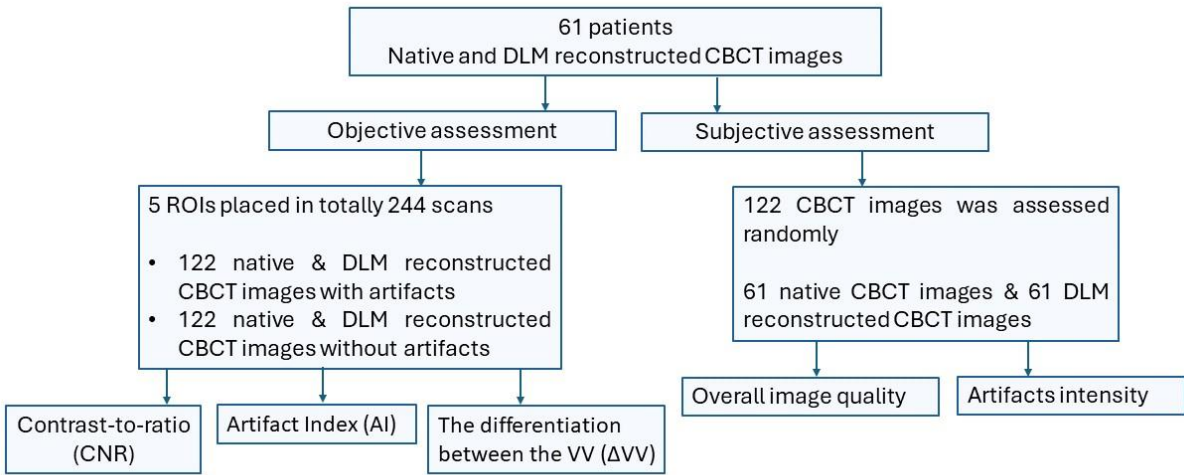 61 patients
Native and DLM reconstructed CBCT images
Objective assessment
Subjective assessment
5 ROIs placed in totally 244 scans
• 122 native & DLM reconstructed
CBCT images with artifacts
• 122 native & DLM reconstructed
CBCT images without artifacts
122 CBCT images was assessed
randomly
61 native CBCT images & 61 DLM
reconstructed CBCT images
Contrast-to-ratio
(CNR)
Artifact Index (AI)
The differentiation
between the VV (ΔVV)
Overall image quality
Artifacts intensity